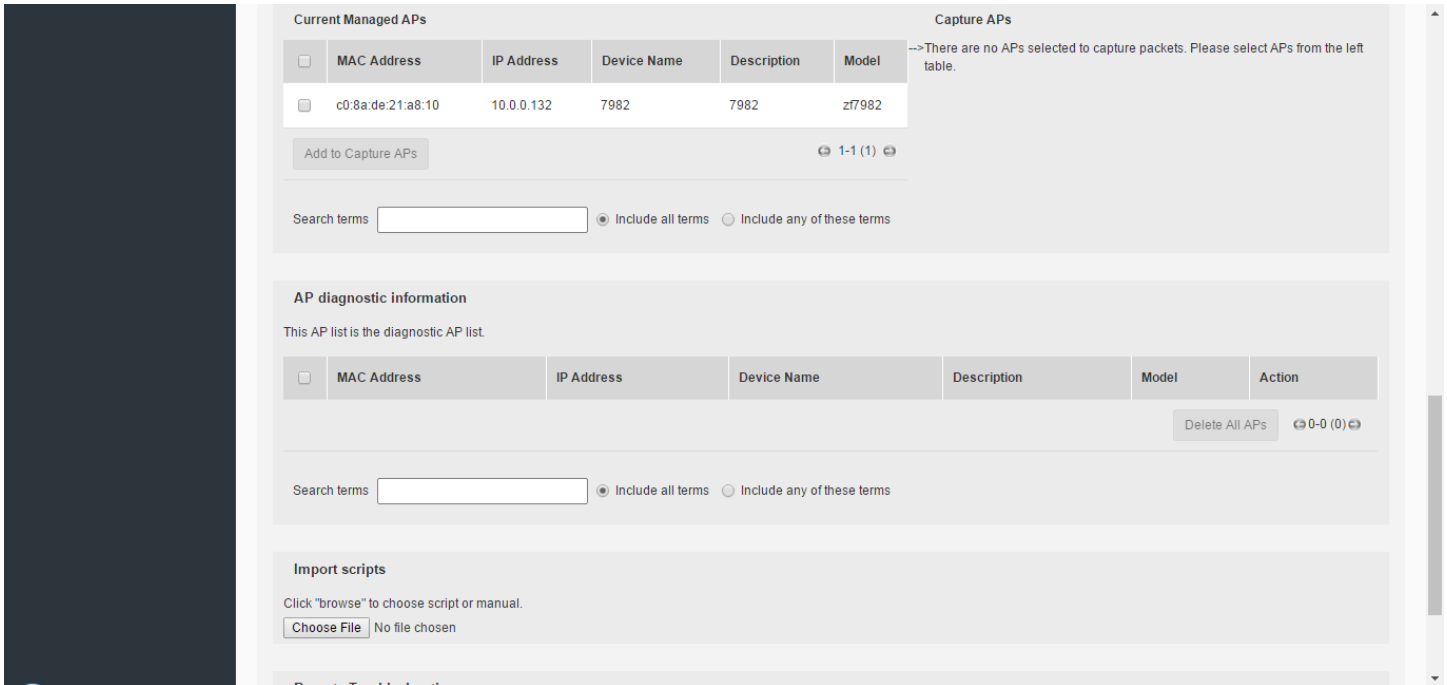 Current Managed APs
Capture APs
MAC Address IP Address Device Name Description Model
-->There are no APs selected to capture packets. Please select APs from the left
table.
c0:8a:de:21:a8:10 10.0.0.132 7982 7982 zf7982
Add to Capture APs
1-1 (1)
Search terms Include all terms Include any of these terms
AP diagnostic information
This AP list is the diagnostic AP list.
MAC Address IP Address Device Name Description Model Action
Delete All APs 0-0 (0)
Search terms Include all terms Include any of these terms
Import scripts
Click "browse" to choose script or manual.
Choose File No file chosen